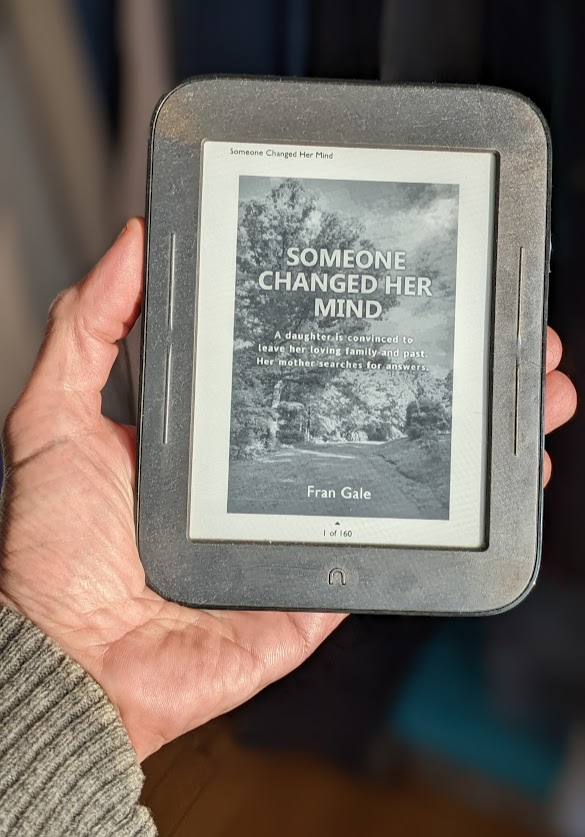 Someone Changed Her Mind
SOMEONE
CHANGED HER
MIND
A daughter is convinced to
leave her loving family and past.
Her mother searches for answers.
Fran Gale
1 of 160